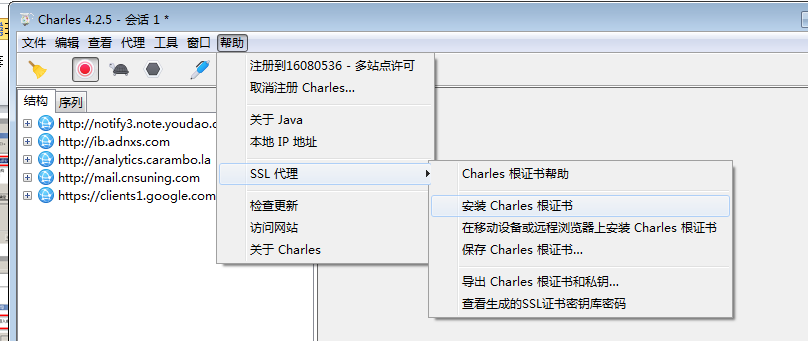 Charles 4.2.5 - 会话 1 *
文件 编辑 查看 代理 工具 窗口 帮助
注册到16080536 - 多站点许可
取消注册 Charles...
关于 Java
本地 IP 地址
SSL 代理
检查更新
访问网站
关于 Charles
Charles 根证书帮助
安装 Charles 根证书
在移动设备或远程浏览器上安装 Charles 根证书
保存 Charles 根证书...
导出 Charles 根证书和私钥...
查看生成的SSL证书密钥库密码
结构 序列
http://notify3.note.youdao.c
http://ib.adnxs.com
http://analytics.carambo.la
http://mail.cnsuning.com
https://clients1.google.com